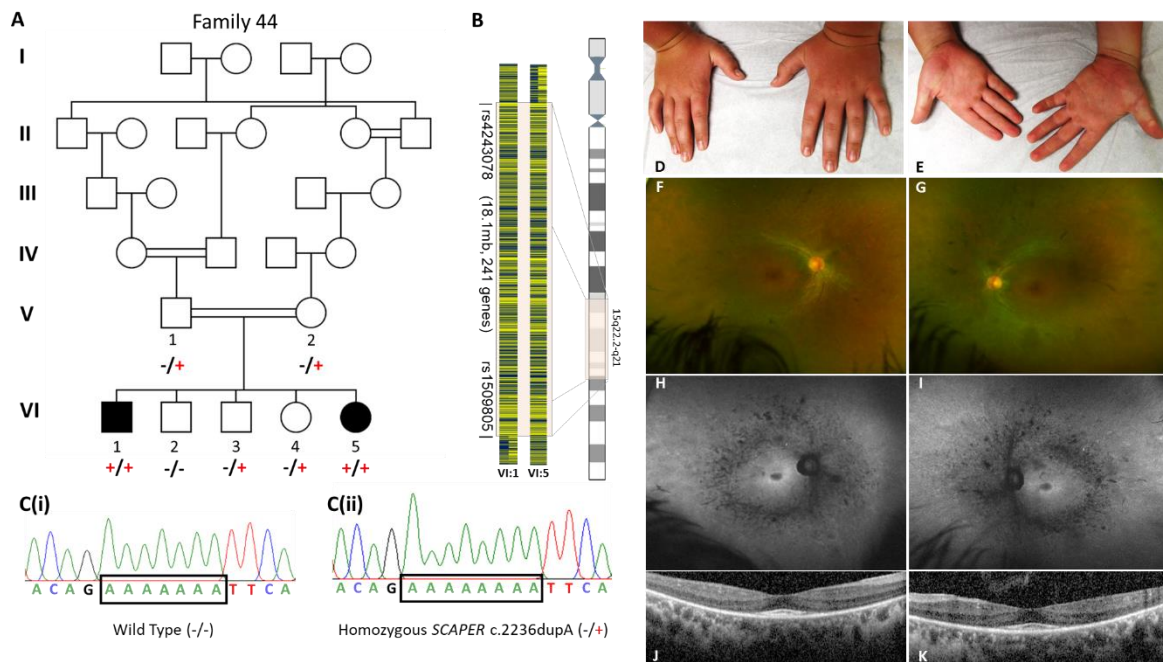 A
Family 44
I
II
III
IV
V
1
2
-/+
-/+
VI
1
2
3
4
5
+/+
-/-
-/+
-/+
+/+
B
rs4243078 (18.1mb, 241 genes) rs1509805
15q22.2-q21
VI:1
VI:5
C(i)
A C A G A A A A A A A T T C A
Wild Type (-/-)
C(ii)
A C A G A A A A A A A A T T C A
Homozygous SCAPER c.2236dupA (-/+)
D
E
F
G
H
I
J
K